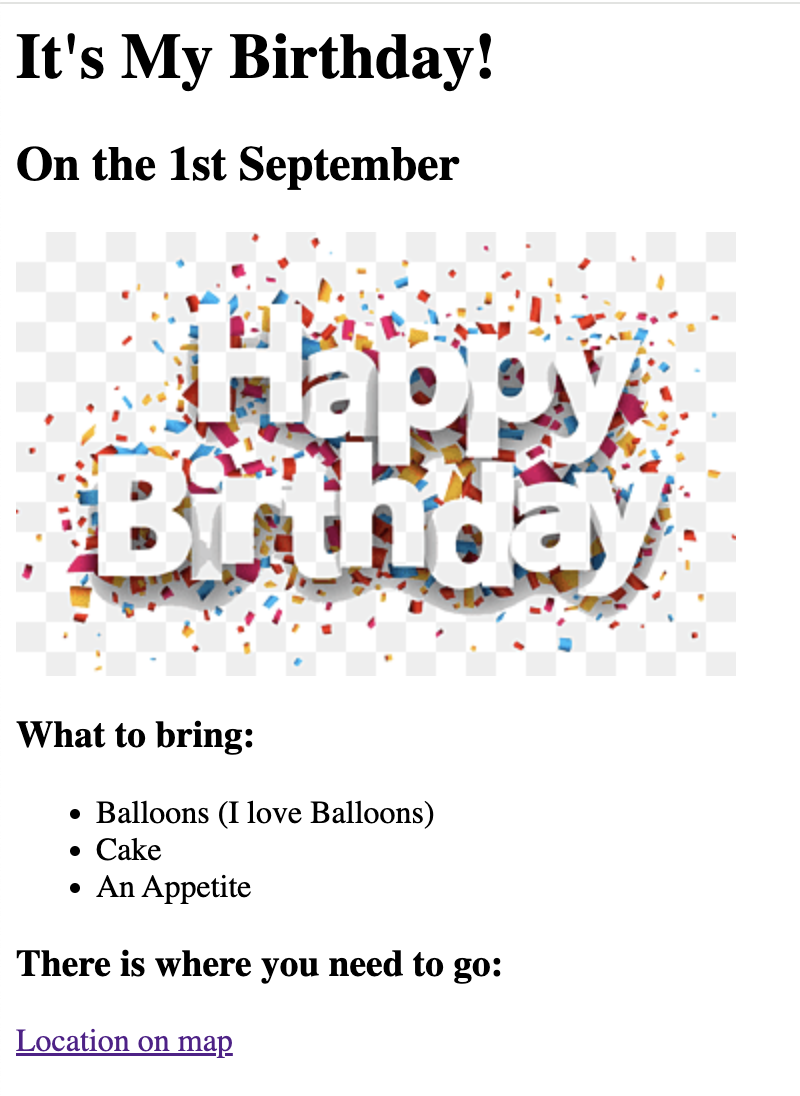 It's My Birthday!
On the 1st September
Happy
Birthday
What to bring:
Balloons (I love Balloons)
Cake
An Appetite
There is where you need to go:
Location on map